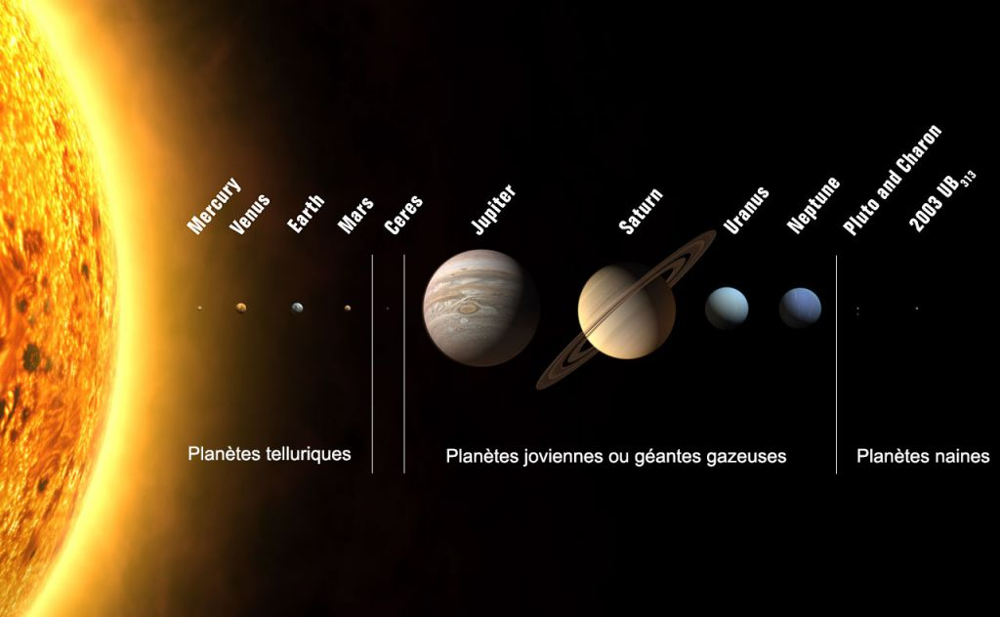 Mercury
Venus
Earth
Mars
Ceres
Jupiter
Saturn
Uranus
Neptune
Pluto and Charon
2003 UB313
Planètes telluriques
Planètes joviennes ou géantes gazeuses
Planètes naines